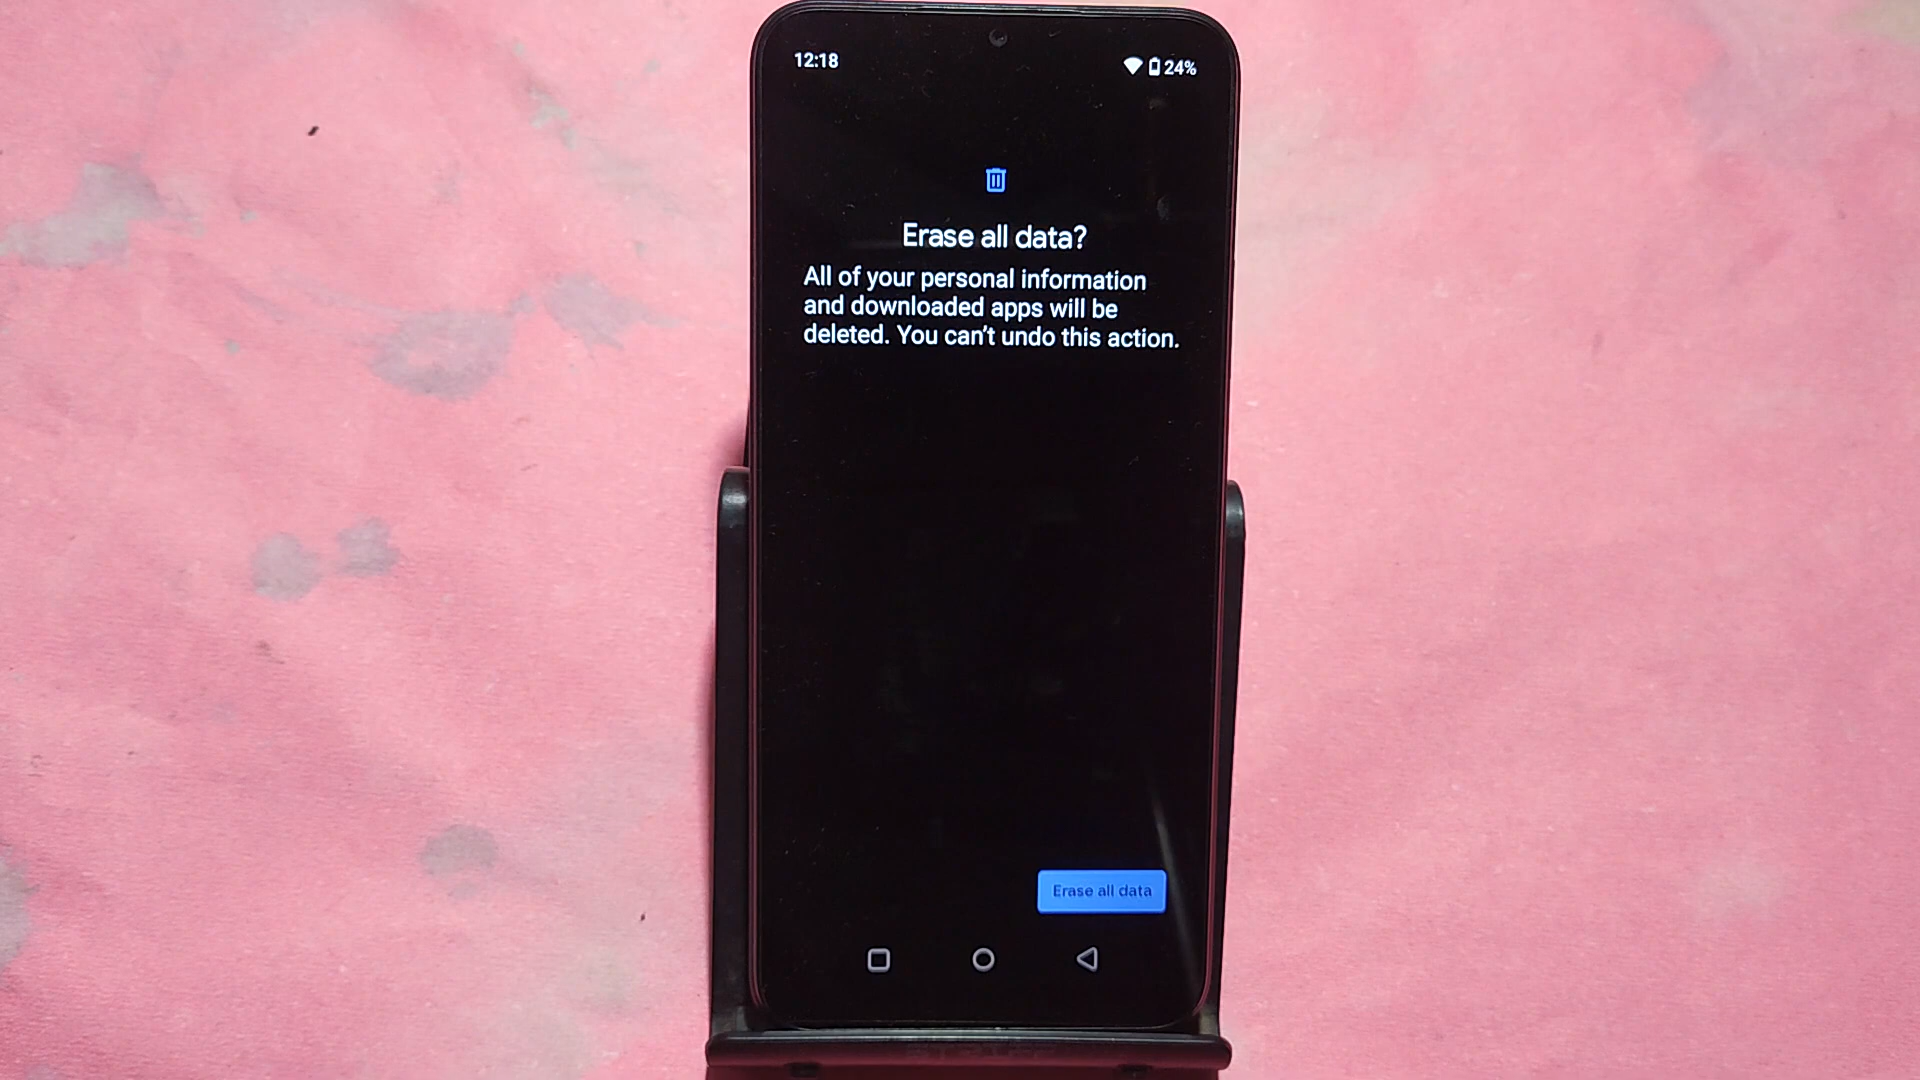 12:18
24%
Erase all data?
All of your personal information
and downloaded apps will be
deleted. You can't undo this action.
Erase all data